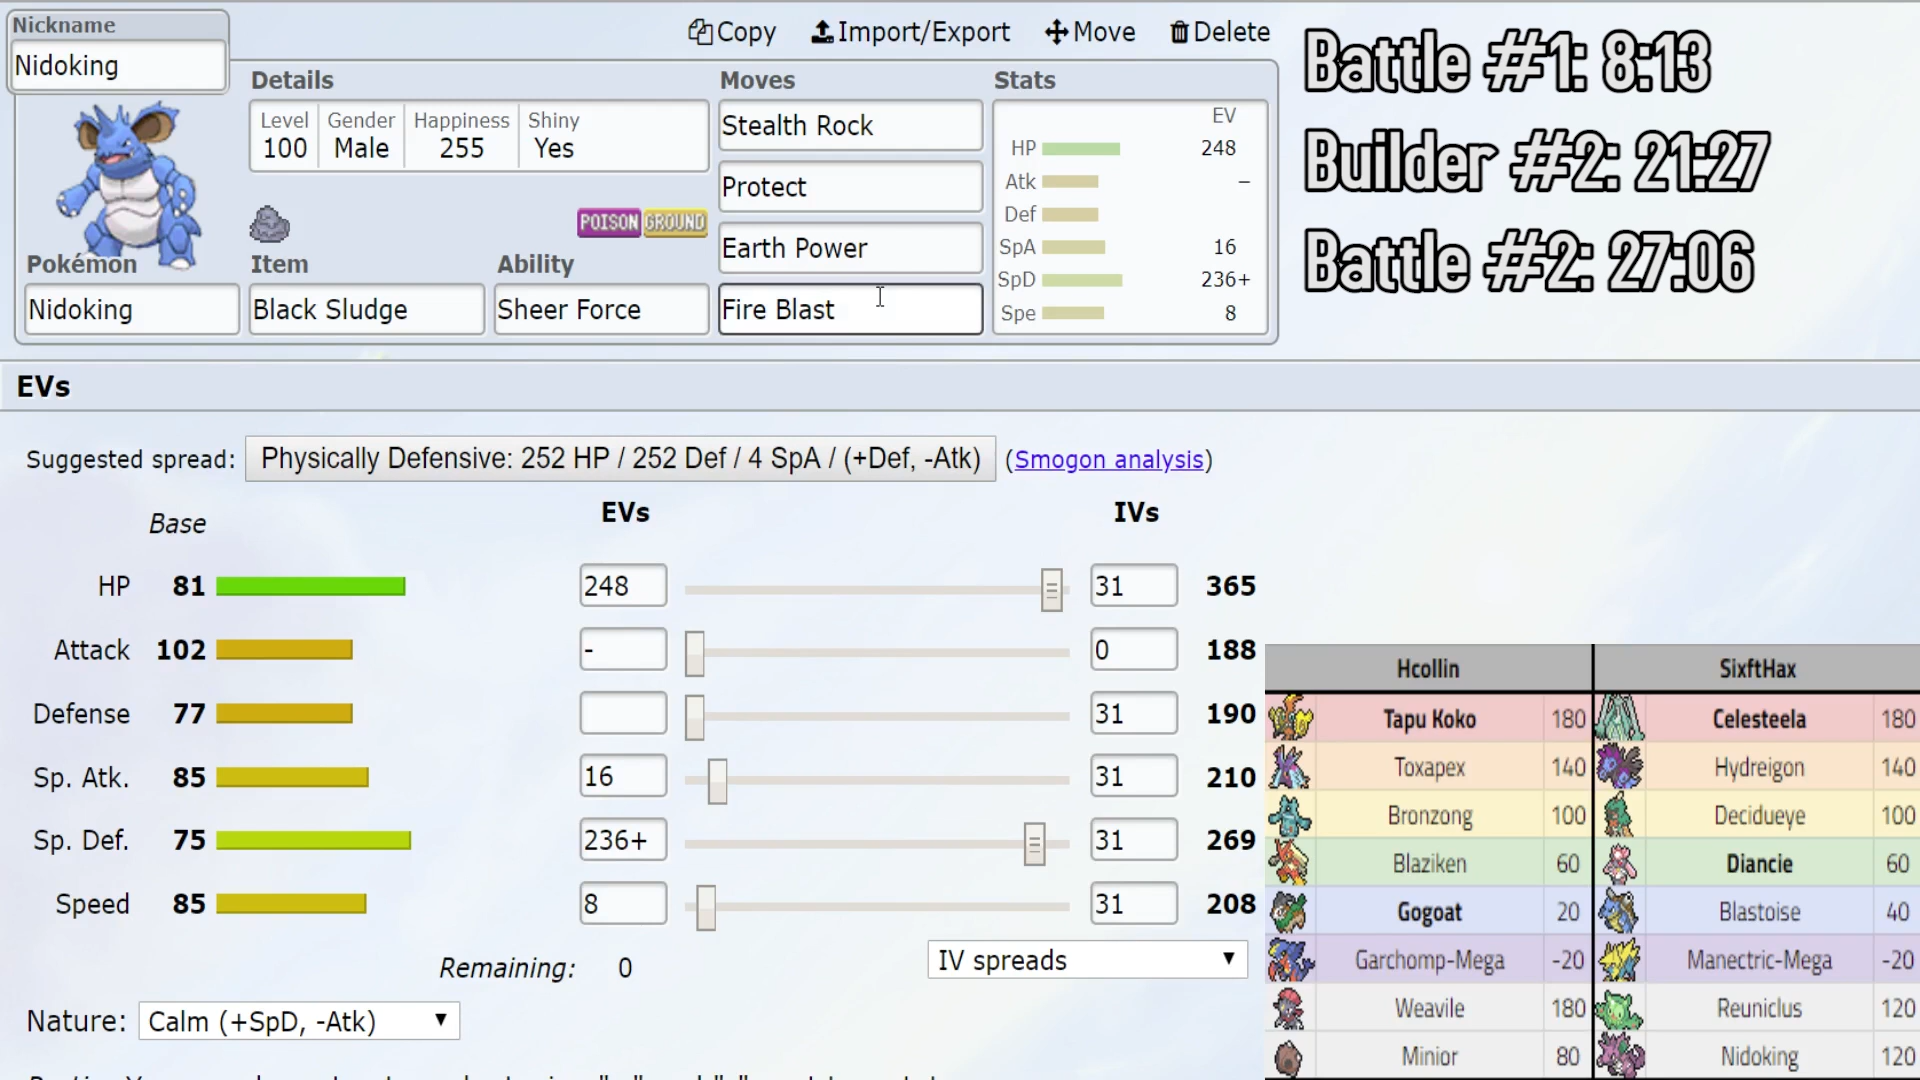 Nickname
Nidoking
Copy Import/Export Move Delete
Battle #1: 8:13
Builder #2: 21:27
Battle #2: 27:06
Details
Level Gender Happiness Shiny
100 Male 255 Yes
POISON GROUND
Pokémon Item Ability
Nidoking Black Sludge Sheer Force
Moves
Stealth Rock
Protect
Earth Power
Fire Blast
Stats
EV
HP 248
Atk –
Def
SpA 16
SpD 236+
Spe 8
EVs
Suggested spread: Physically Defensive: 252 HP / 252 Def / 4 SpA / (+Def, -Atk) (Smogon analysis)
Base EVs IVs
HP 81 248 31 365
Attack 102 - 0 188
Defense 77 31 190
Sp. Atk. 85 16 31 210
Sp. Def. 75 236+ 31 269
Speed 85 8 31 208
Remaining: 0
IV spreads
Nature: Calm (+SpD, -Atk)
Hcollin SixftHax
Tapu Koko 180 Celesteela 180
Toxapex 140 Hydreigon 140
Bronzong 100 Decidueye 100
Blaziken 60 Diancie 60
Gogoat 20 Blastoise 40
Garchomp-Mega -20 Manectric-Mega -20
Weavile 180 Reuniclus 120
Minior 80 Nidoking 120